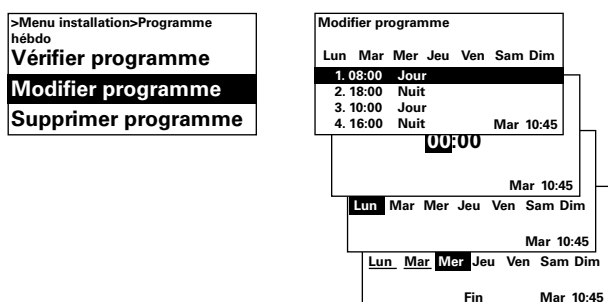 >Menu installation>Programme
hébdo
Vérifier programme
Modifier programme
Supprimer programme
Modifier programme
Lun Mar Mer Jeu Ven Sam Dim
1. 08:00 Jour
2. 18:00 Nuit
3. 10:00 Jour
4. 16:00 Nuit Mar 10:45
00:00
Mar 10:45
Lun Mar Mer Jeu Ven Sam Dim
Mar 10:45
Lun Mar Mer Jeu Ven Sam Dim
Fin Mar 10:45